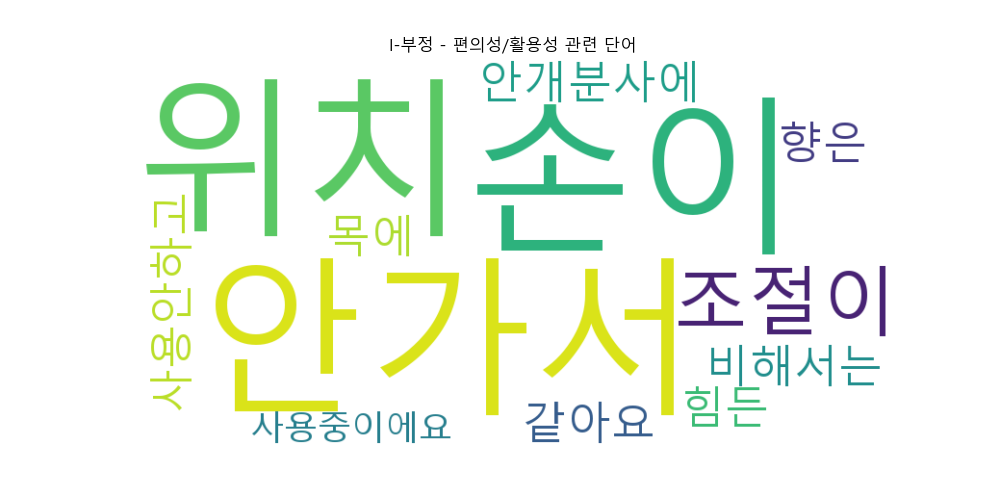 I-부정 - 편의성/활용성 관련 단어
안개분사에
위치
손이
향은
목에
사용안하고
안가서
조절이
비해서는
힘든
사용중이에요
같아요